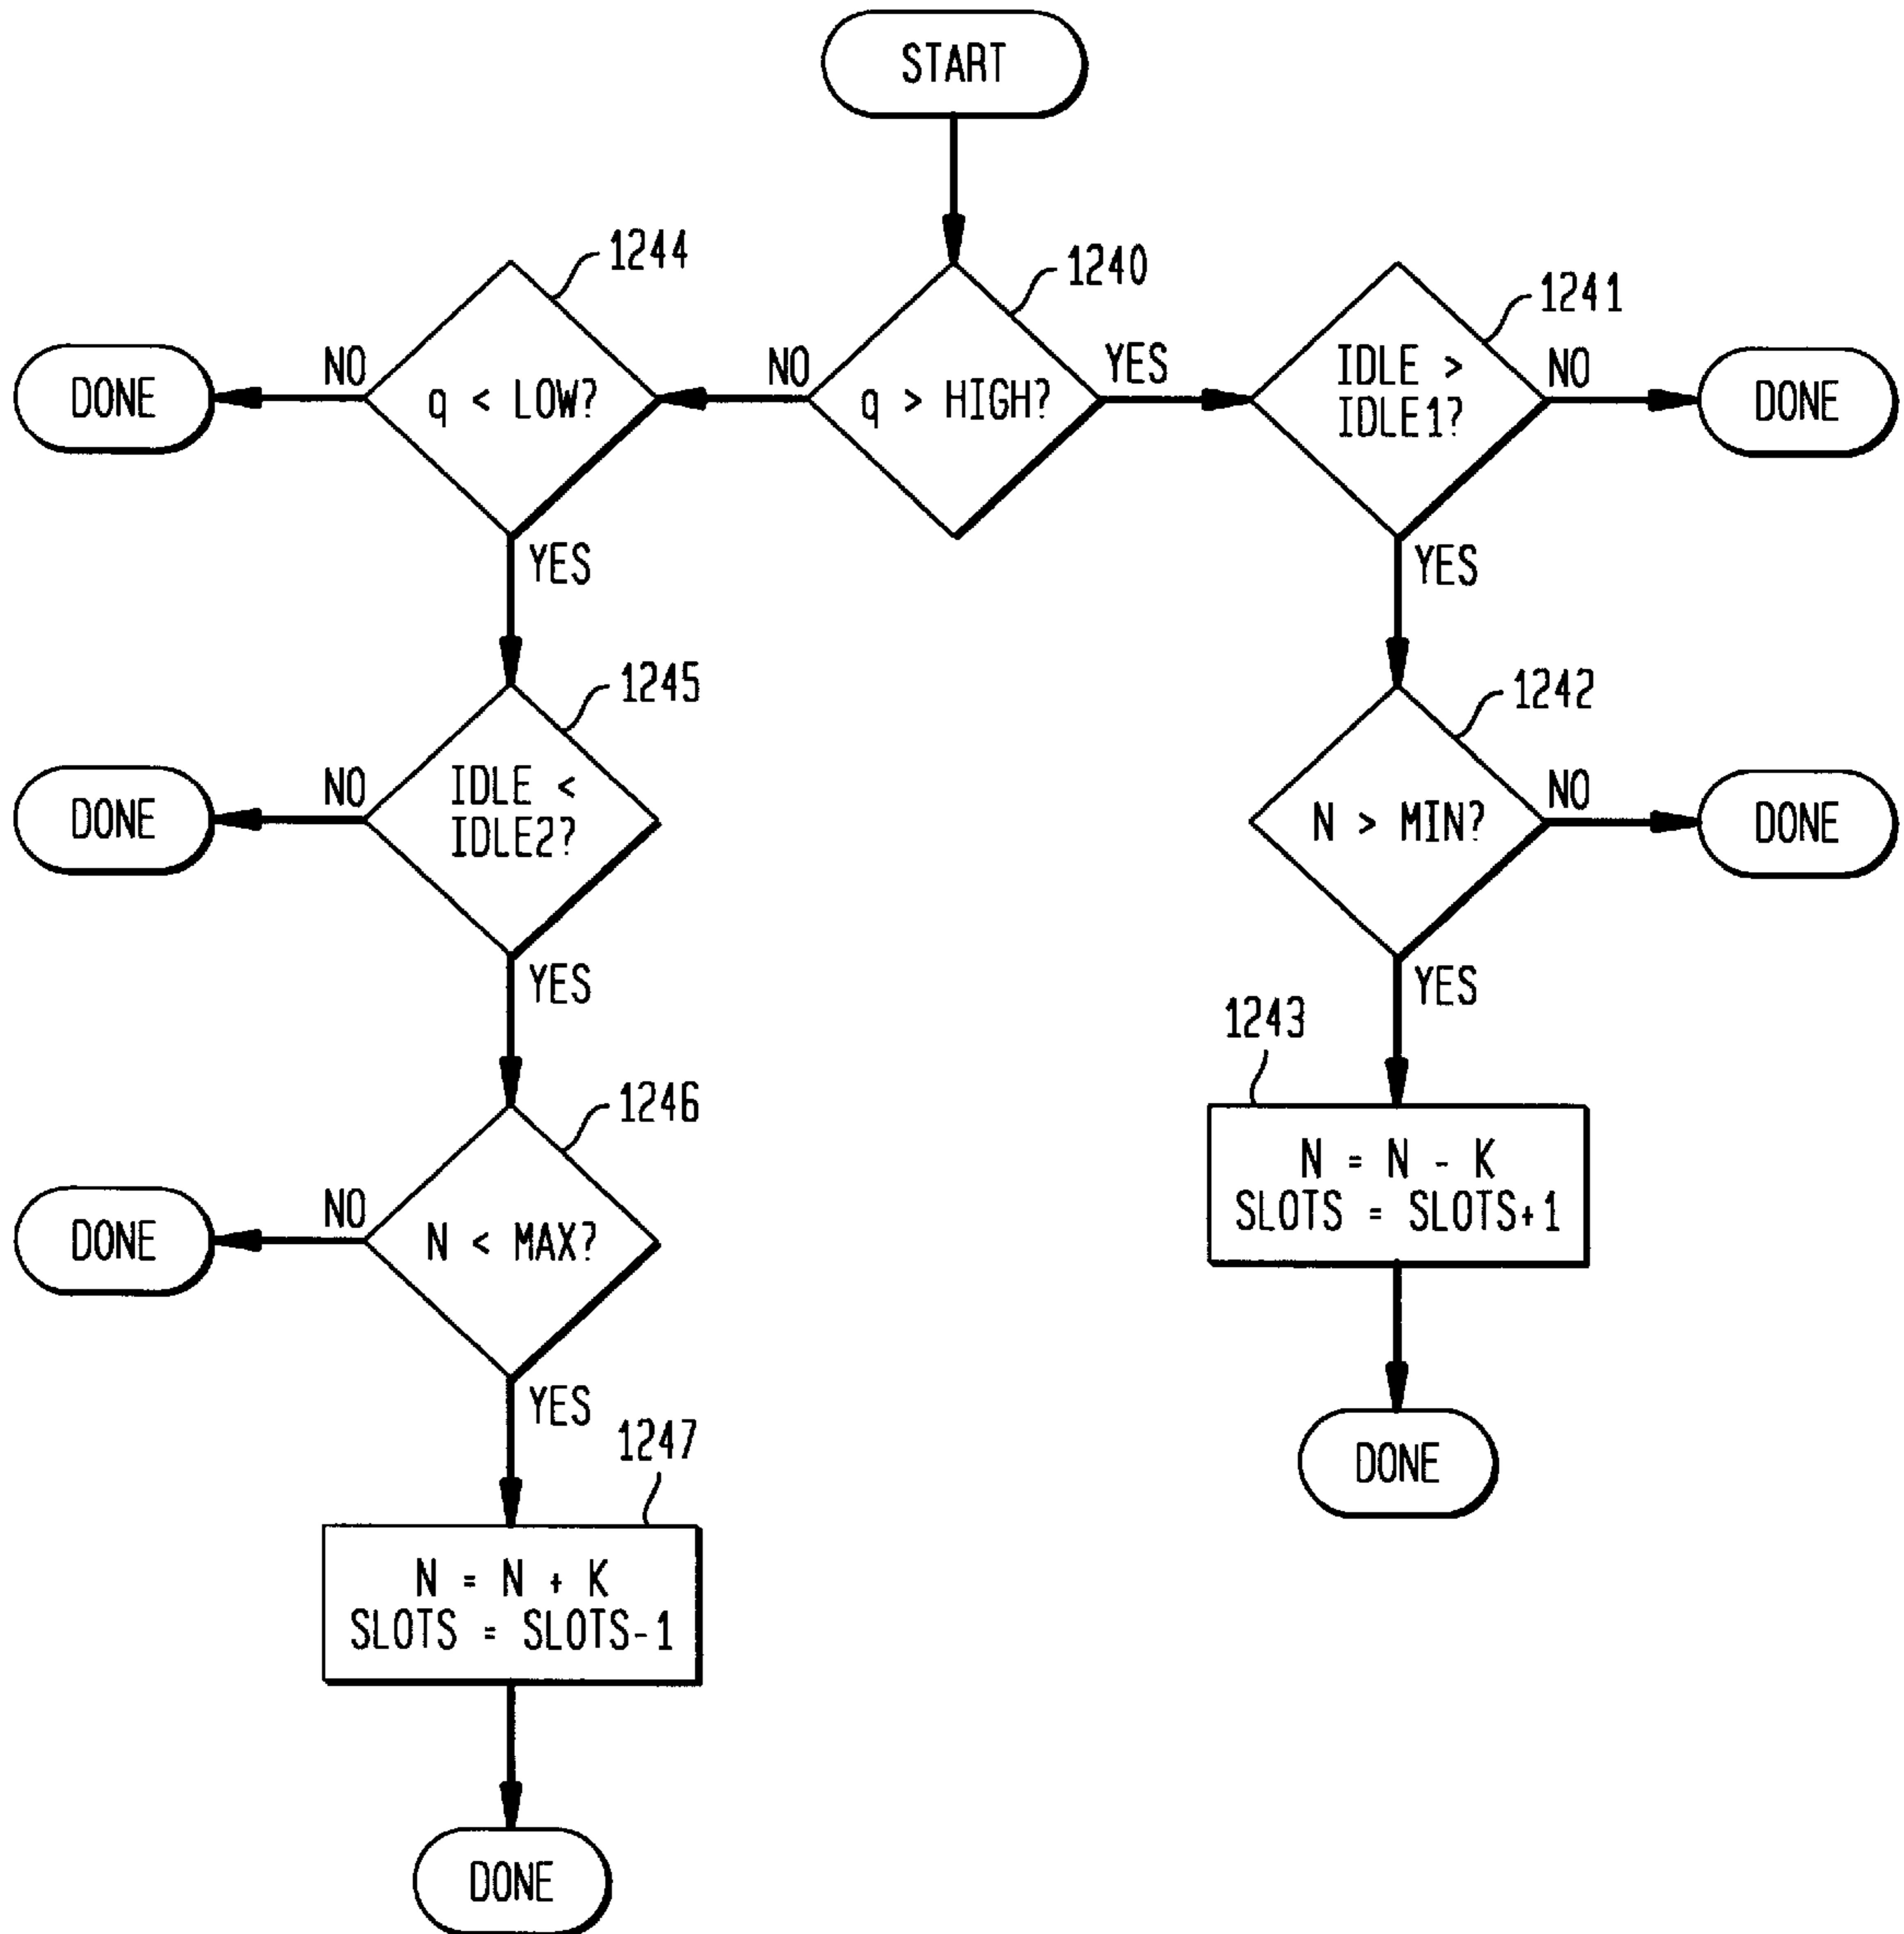 START
1244
1240
1241
DONE
NO
q < LOW?
NO
q > HIGH?
YES
IDLE >
IDLE1?
NO
DONE
YES
YES
1245
1242
DONE
NO
IDLE <
IDLE2?
N > MIN?
NO
DONE
YES
YES
1243
1246
N = N - K
SLOTS = SLOTS+1
DONE
NO
N < MAX?
YES
1247
DONE
N = N + K
SLOTS = SLOTS-1
DONE